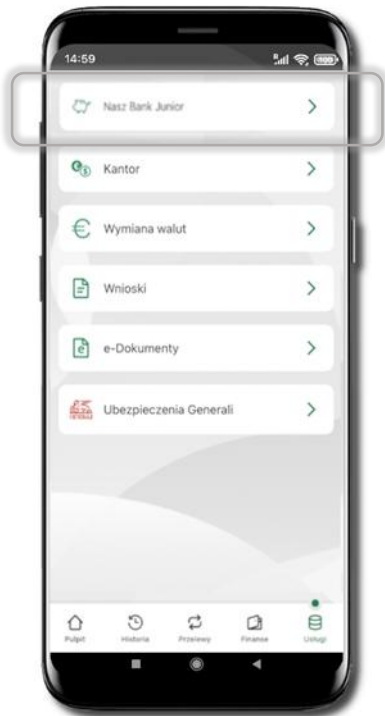 14:59
Nasz Bank Junior
Kantor
Wymiana walut
Wnioski
e-Dokumenty
Ubezpieczenia Generali
Pulpit
Historia
Przelewy
Finanse
Usługi